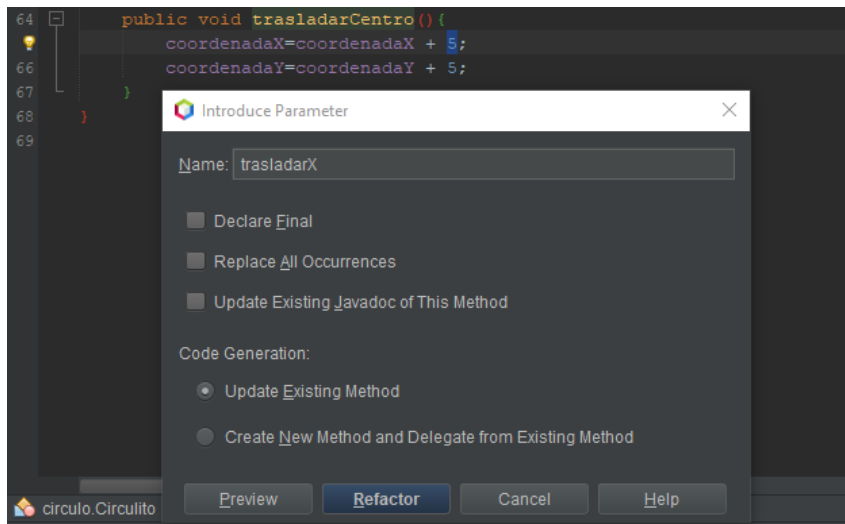 64 public void trasladarCentro(){
coordenadaX=coordenadaX + 5;
66 coordenadaY=coordenadaY + 5;
67 }
68 }
69
Introduce Parameter
Name: trasladarX
Declare Final
Replace All Occurrences
Update Existing Javadoc of This Method
Code Generation:
Update Existing Method
Create New Method and Delegate from Existing Method
Preview Refactor Cancel Help
circulo.Circulito